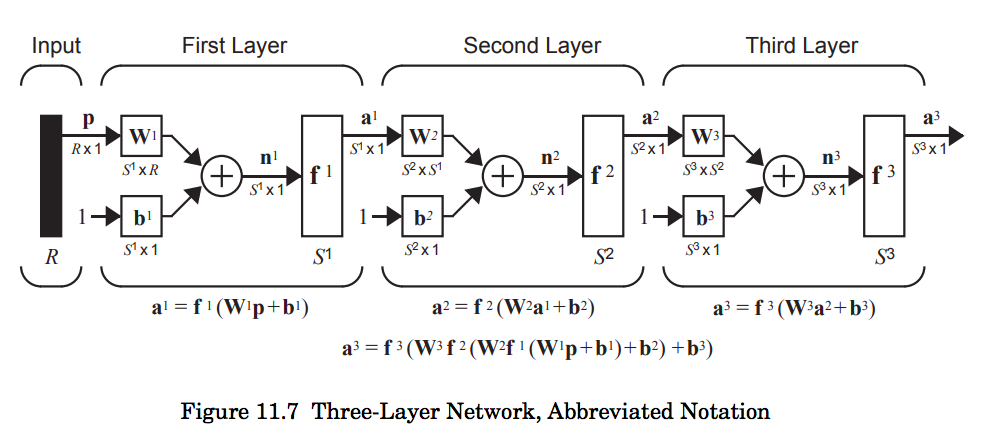 Input First Layer Second Layer Third Layer
p a¹ a² a³
W¹ W² W³
R x 1 n¹ S¹ x 1 n² S² x 1 n³ S³ x 1
S¹ x R f ¹ S² x S¹ f ² S³ x S² f ³
+ + +
S¹ x 1 S² x 1 S³ x 1
1 b¹ 1 b² 1 b³
R S¹ x 1 S¹ S² x 1 S² S³ x 1 S³
a¹ = f ¹ (W¹p+b¹) a² = f ² (W²a¹+b²) a³ = f ³ (W³a²+b³)
a³ = f ³ (W³ f ² (W²f ¹ (W¹p+b¹)+b²) +b³)
Figure 11.7 Three-Layer Network, Abbreviated Notation